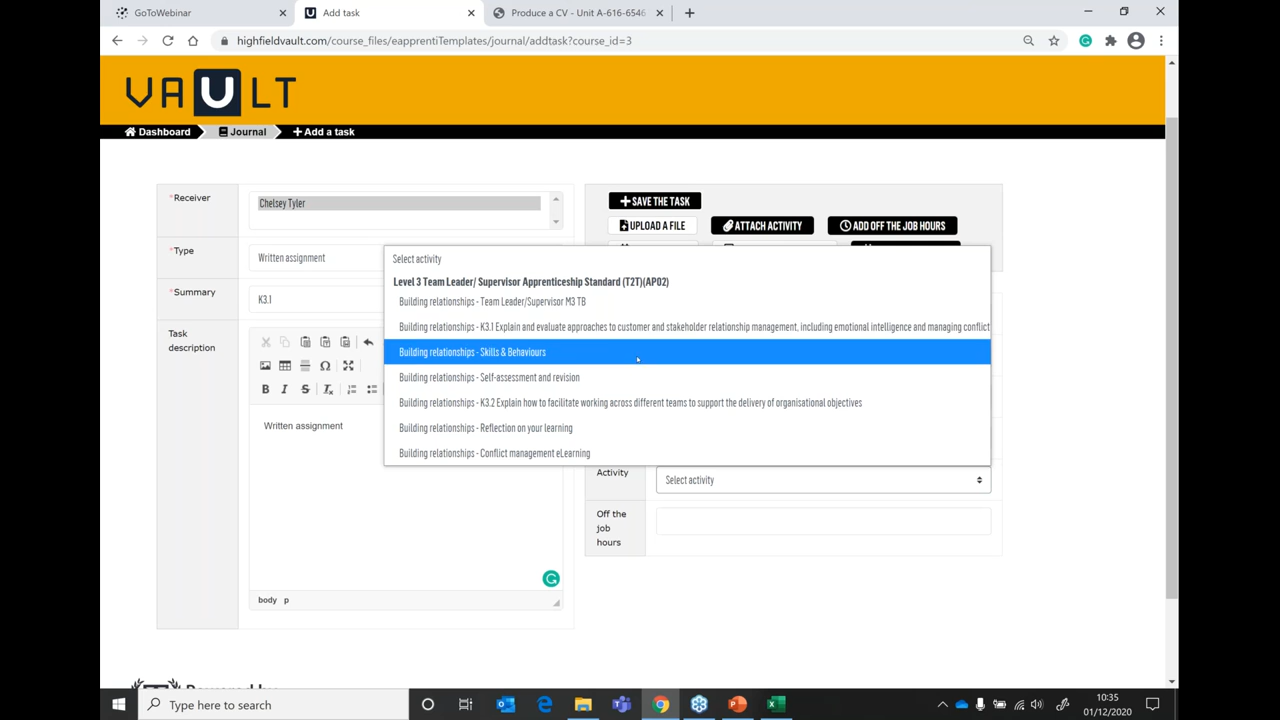 GoToWebinar
Add task
Produce a CV - Unit A-616-6546
highfieldvault.com/course_files/eapprentiTemplates/journal/addtask?course_id=3
VAULT
Dashboard
Journal
Add a task
*Receiver
Chelsey Tyler
SAVE THE TASK
UPLOAD A FILE
ATTACH ACTIVITY
ADD OFF THE JOB HOURS
*Type
Written assignment
*Summary
K3.1
Task description
Select activity
Level 3 Team Leader/ Supervisor Apprenticeship Standard (T2T)(AP02)
Building relationships - Team Leader/Supervisor M3 TB
Building relationships - K3.1 Explain and evaluate approaches to customer and stakeholder relationship management, including emotional intelligence and managing conflict
Building relationships - Skills & Behaviours
Building relationships - Self-assessment and revision
Building relationships - K3.2 Explain how to facilitate working across different teams to support the delivery of organisational objectives
Building relationships - Reflection on your learning
Building relationships - Conflict management eLearning
B I S
Written assignment
Activity
Select activity
Off the
job
hours
body p
Powered by
Type here to search
10:35
01/12/2020